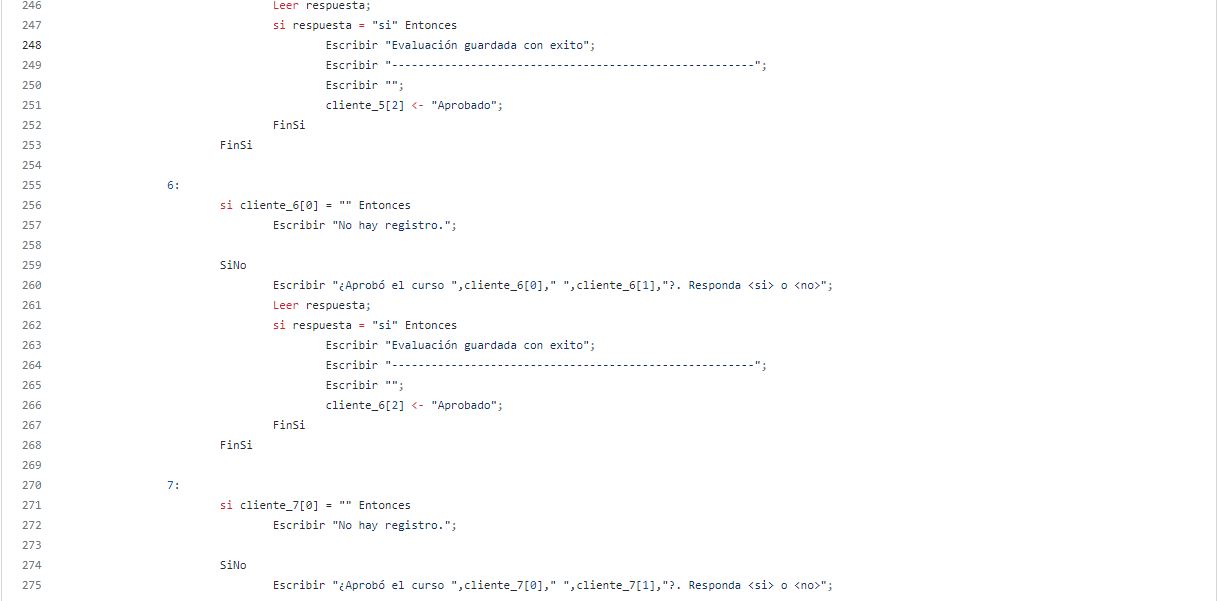 246 Leer respuesta;
247 si respuesta = "si" Entonces
248 Escribir "Evaluación guardada con exito";
249 Escribir "-------------------------------------------------------";
250 Escribir "";
251 cliente_5[2] <- "Aprobado";
252 FinSi
253 FinSi
254
255 6:
256 si cliente_6[0] = "" Entonces
257 Escribir "No hay registro.";
258
259 SiNo
260 Escribir "¿Aprobó el curso ",cliente_6[0]," ",cliente_6[1],"?. Responda <si> o <no>";
261 Leer respuesta;
262 si respuesta = "si" Entonces
263 Escribir "Evaluación guardada con exito";
264 Escribir "-------------------------------------------------------";
265 Escribir "";
266 cliente_6[2] <- "Aprobado";
267 FinSi
268 FinSi
269
270 7:
271 si cliente_7[0] = "" Entonces
272 Escribir "No hay registro.";
273
274 SiNo
275 Escribir "¿Aprobó el curso ",cliente_7[0]," ",cliente_7[1],"?. Responda <si> o <no>";